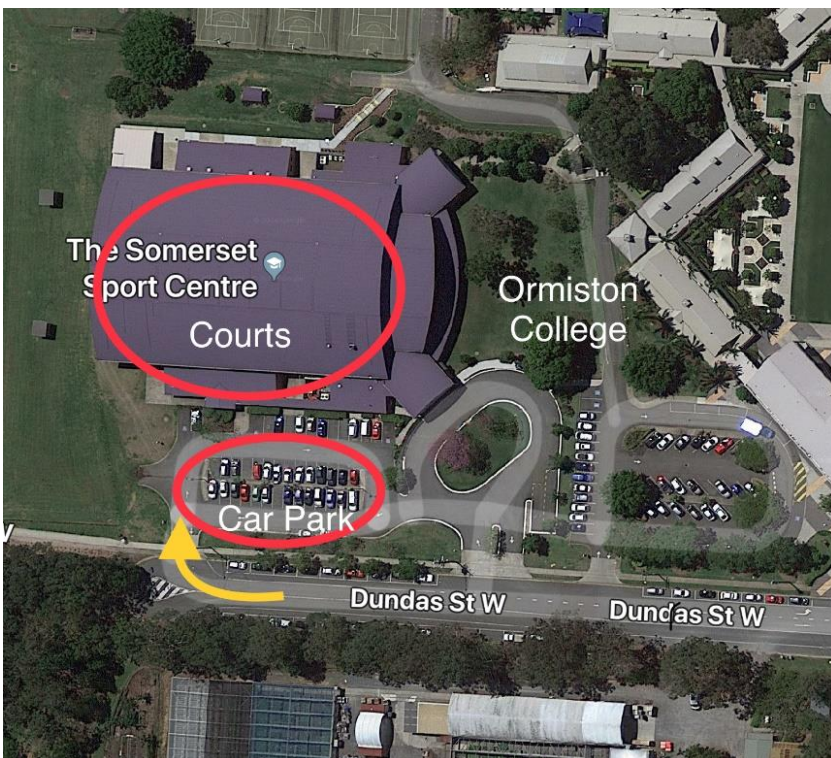 The Somerset
Sport Centre
Courts
Ormiston
College
Car Park
Dundas St W
Dundas St W